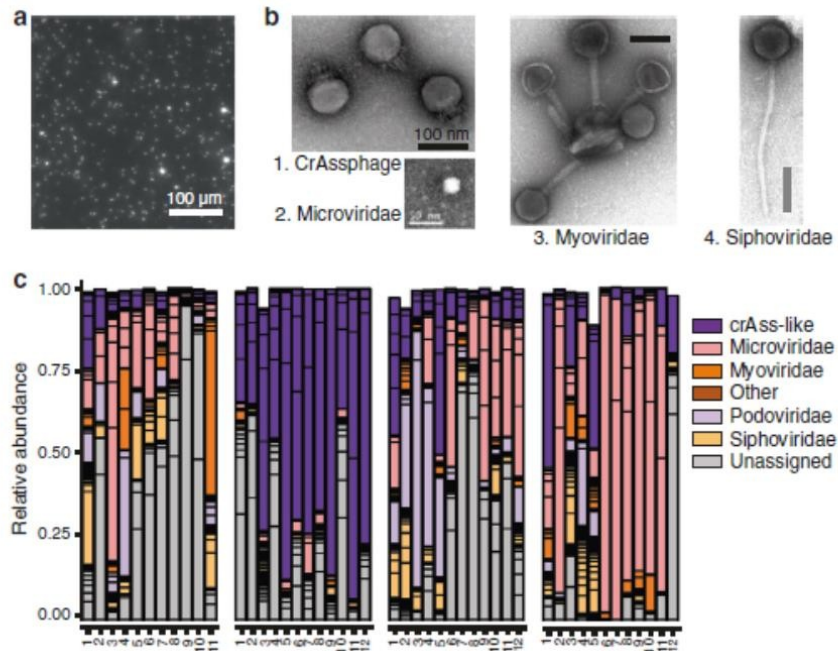 a
100 µm
b
100 nm
1. CrAssphage
2. Microviridae
3. Myoviridae
4. Siphoviridae
c
Relative abundance
1.00
0.75
0.50
0.25
0.00
crAss-like
Microviridae
Myoviridae
Other
Podoviridae
Siphoviridae
Unassigned
1 2 3 4 5 6 7 8 9 10 11
1 2 3 4 5 6 7 8 9 10 11 12
1 2 3 4 5 6 7 8 9 10 11 12
1 2 3 4 5 6 7 8 9 10 11 12